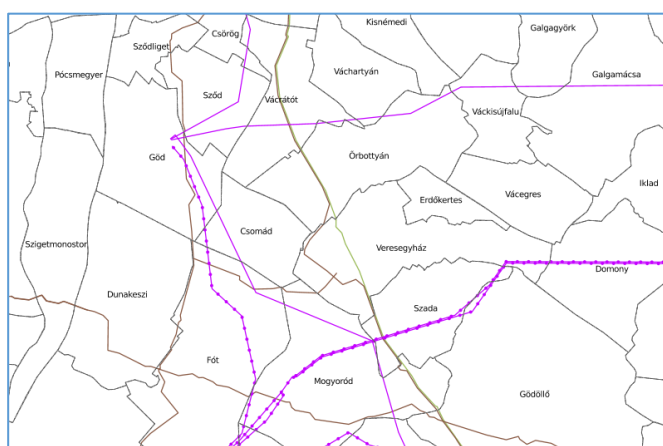 Kisnémedi
Galgagyörk
Csörög
Sződliget
Váchartyán
Galgamácsa
Pócsmegyer
Sződ
Vácrátót
Váckisújfalu
Göd
Őrbottyán
Iklad
Vácegres
Erdőkertes
Csomád
Szigetmonostor
Veresegyház
Domony
Dunakeszi
Szada
Fót
Mogyoród
Gödöllő